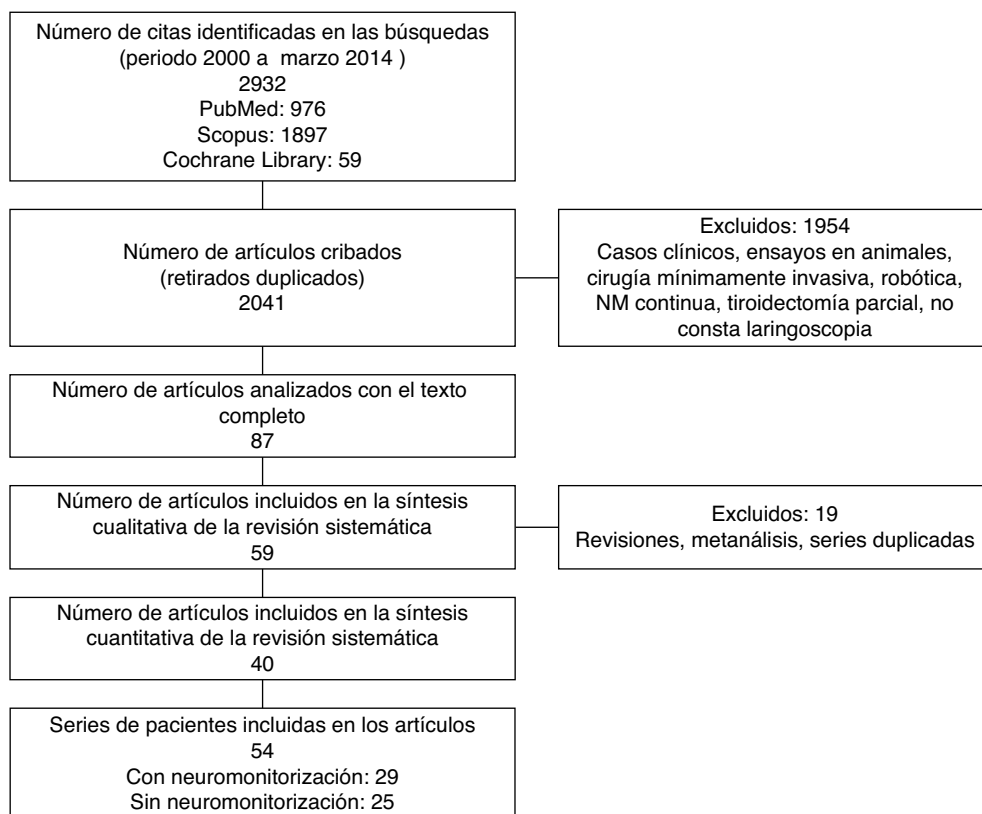 Número de citas identificadas en las búsquedas
(periodo 2000 a marzo 2014 )
2932
PubMed: 976
Scopus: 1897
Cochrane Library: 59
Número de artículos cribados
(retirados duplicados)
2041
Excluidos: 1954
Casos clínicos, ensayos en animales,
cirugía mínimamente invasiva, robótica,
NM continua, tiroidectomía parcial, no
consta laringoscopia
Número de artículos analizados con el texto
completo
87
Número de artículos incluidos en la síntesis
cualitativa de la revisión sistemática
59
Excluidos: 19
Revisiones, metanálisis, series duplicadas
Número de artículos incluidos en la síntesis
cuantitativa de la revisión sistemática
40
Series de pacientes incluidas en los artículos
54
Con neuromonitorización: 29
Sin neuromonitorización: 25